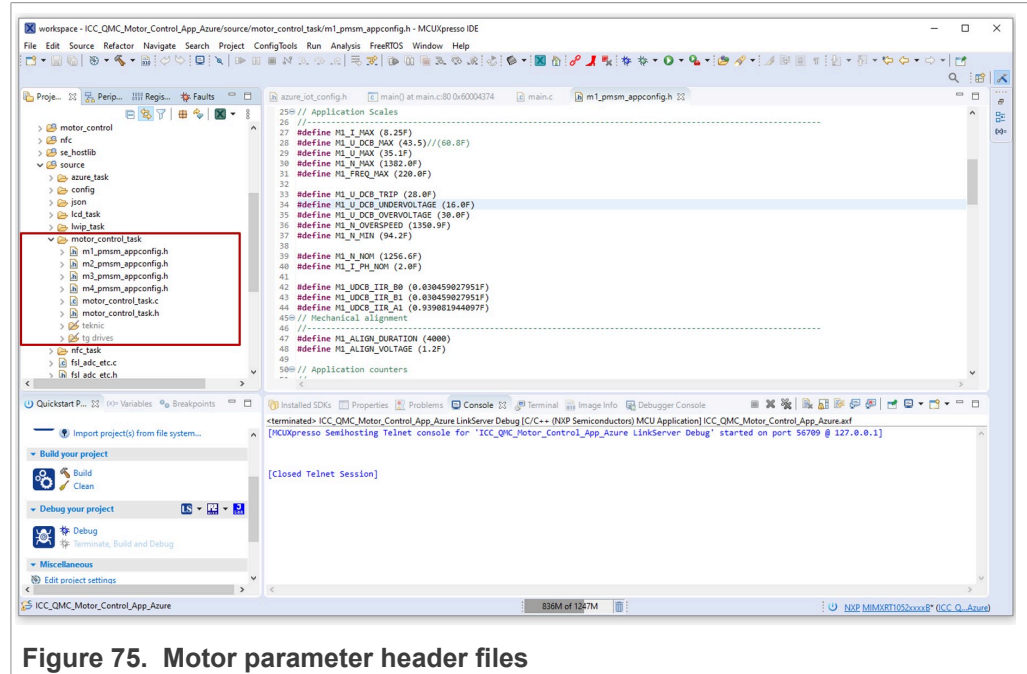 workspace - ICC_QMC_Motor_Control_App_Azure/source/motor_control_task/m1_pmsm_appconfig.h - MCUXpresso IDE
File Edit Source Refactor Navigate Search Project ConfigTools Run Analysis FreeRTOS Window Help
Proje... Perip... Regis... Faults
azure_iot_config.h main() at main.c:80 0x60004374 main.c m1_pmsm_appconfig.h
motor_control
nfc
se_hostlib
source
azure_task
config
json
lcd_task
lwip_task
motor_control_task
m1_pmsm_appconfig.h
m2_pmsm_appconfig.h
m3_pmsm_appconfig.h
m4_pmsm_appconfig.h
motor_control_task.c
motor_control_task.h
teknic
tg drives
nfc_task
fsl_adc_etc.c
fsl_adc_etc.h
25 // Application Scales
26 //------------------------------------------------------------------
27 #define M1_I_MAX (8.25F)
28 #define M1_U_DCB_MAX (43.5)//(60.8F)
29 #define M1_U_MAX (35.1F)
30 #define M1_N_MAX (1382.0F)
31 #define M1_FREQ_MAX (220.0F)
32
33 #define M1_U_DCB_TRIP (28.0F)
34 #define M1_U_DCB_UNDERVOLTAGE (16.0F)
35 #define M1_U_DCB_OVERVOLTAGE (30.0F)
36 #define M1_N_OVERSPEED (1350.9F)
37 #define M1_N_MIN (94.2F)
38
39 #define M1_N_NOM (1256.6F)
40 #define M1_I_PH_NOM (2.0F)
41
42 #define M1_UDCB_IIR_B0 (0.030459027951F)
43 #define M1_UDCB_IIR_B1 (0.030459027951F)
44 #define M1_UDCB_IIR_A1 (0.939081944097F)
45 // Mechanical alignment
46 //------------------------------------------------------------------
47 #define M1_ALIGN_DURATION (4000)
48 #define M1_ALIGN_VOLTAGE (1.2F)
49
50 // Application counters
Quickstart P... (x)= Variables Breakpoints
Import project(s) from file system...
Build your project
Build
Clean
Debug your project LS
Debug
Terminate, Build and Debug
Miscellaneous
Edit project settings
Installed SDKs Properties Problems Console Terminal Image Info Debugger Console
<terminated> ICC_QMC_Motor_Control_App_Azure LinkServer Debug [C/C++ (NXP Semiconductors) MCU Application] ICC_QMC_Motor_Control_App_Azure.axf
[MCUXpresso Semihosting Telnet console for 'ICC_QMC_Motor_Control_App_Azure LinkServer Debug' started on port 56709 @ 127.0.0.1]
[Closed Telnet Session]
ICC_QMC_Motor_Control_App_Azure 836M of 1247M NXP MIMXRT1052xxxxB* (ICC_Q...Azure)
Figure 75. Motor parameter header files